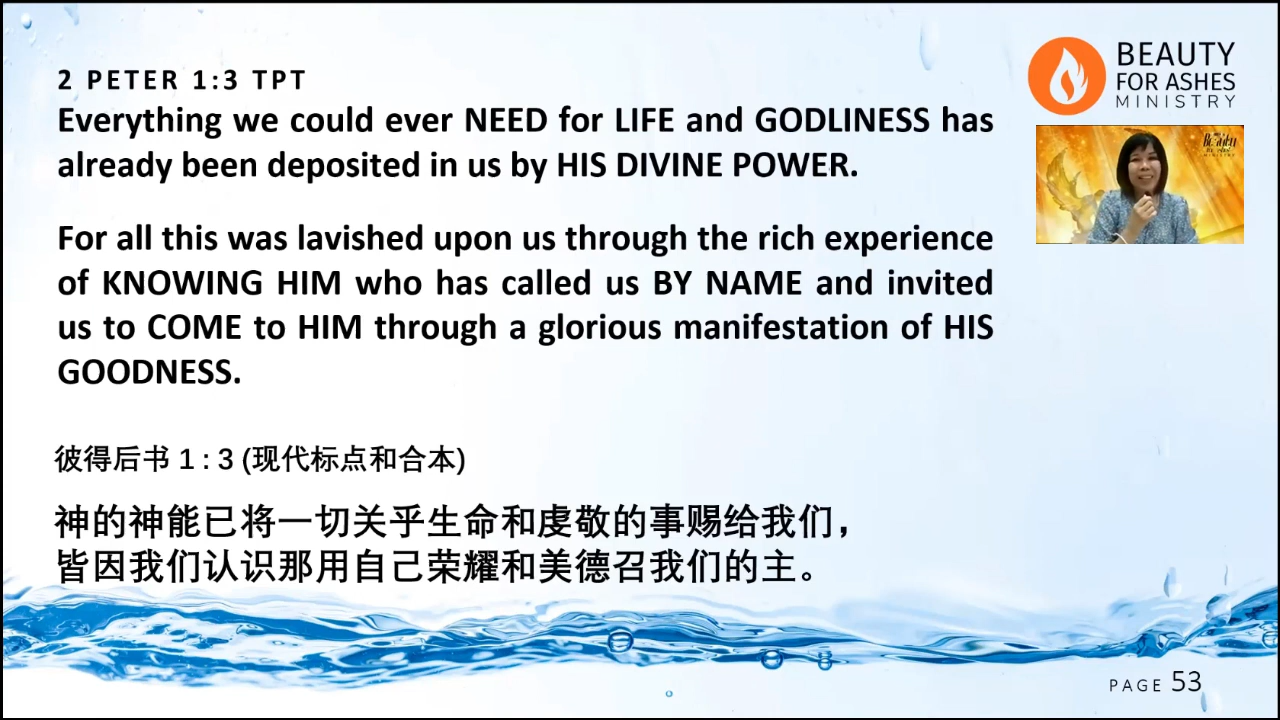 2 PETER 1:3 TPT
Everything we could ever NEED for LIFE and GODLINESS has
already been deposited in us by HIS DIVINE POWER.
For all this was lavished upon us through the rich experience
of KNOWING HIM who has called us BY NAME and invited
us to COME to HIM through a glorious manifestation of HIS
GOODNESS.
彼得后书 1 : 3 (现代标点和合本)
神的神能已将一切关乎生命和虔敬的事赐给我们，
皆因我们认识那用自己荣耀和美德召我们的主。
BEAUTY
FOR ASHES
MINISTRY
Beauty
MINISTRY
PAGE 53